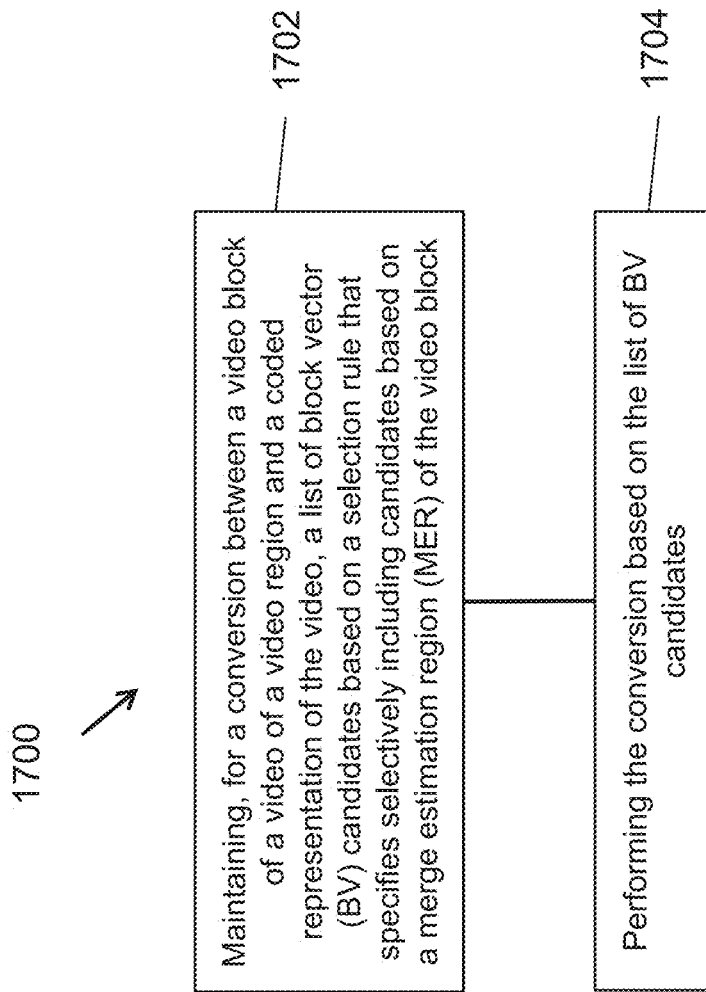 1700
Maintaining, for a conversion between a video block
of a video of a video region and a coded
representation of the video, a list of block vector
(BV) candidates based on a selection rule that
specifies selectively including candidates based on
a merge estimation region (MER) of the video block
1702
Performing the conversion based on the list of BV
candidates
1704